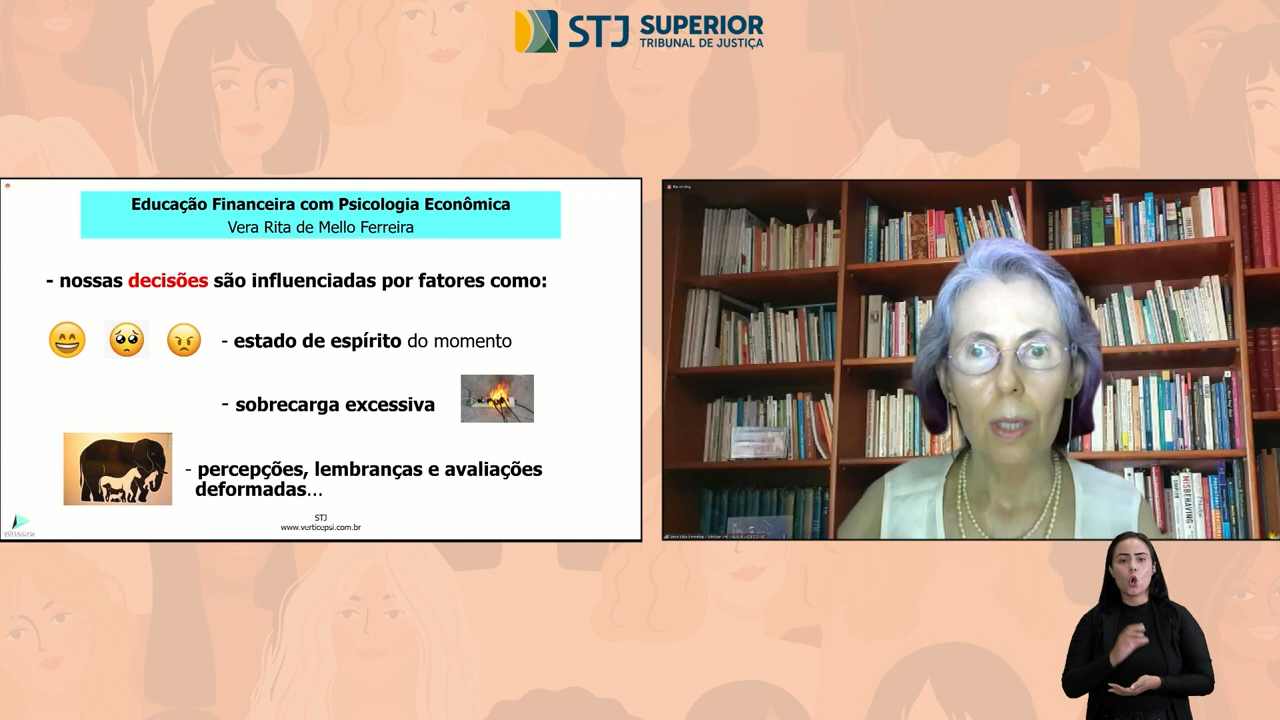 STJ SUPERIOR
TRIBUNAL DE JUSTIÇA
Educação Financeira com Psicologia Econômica
Vera Rita de Mello Ferreira
- nossas decisões são influenciadas por fatores como:
- estado de espírito do momento
- sobrecarga excessiva
- percepções, lembranças e avaliações
deformadas...
STJ
www.verticepsi.com.br
MISBEHAVING